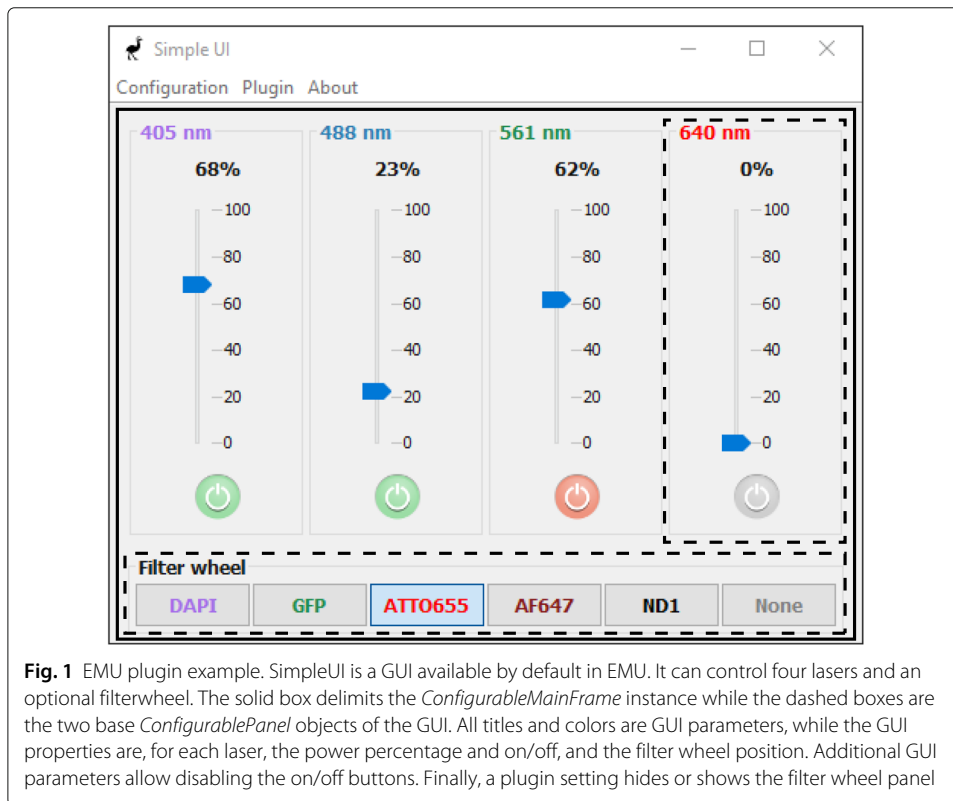 Simple UI
Configuration Plugin About
405 nm 488 nm 561 nm 640 nm
68% 23% 62% 0%
100 100 100 100
80 80 80 80
60 60 60 60
40 40 40 40
20 20 20 20
0 0 0 0
Filter wheel
DAPI GFP ATTO655 AF647 ND1 None
Fig. 1 EMU plugin example. SimpleUI is a GUI available by default in EMU. It can control four lasers and an
optional filterwheel. The solid box delimits the ConfigurableMainFrame instance while the dashed boxes are
the two base ConfigurablePanel objects of the GUI. All titles and colors are GUI parameters, while the GUI
properties are, for each laser, the power percentage and on/off, and the filter wheel position. Additional GUI
parameters allow disabling the on/off buttons. Finally, a plugin setting hides or shows the filter wheel panel